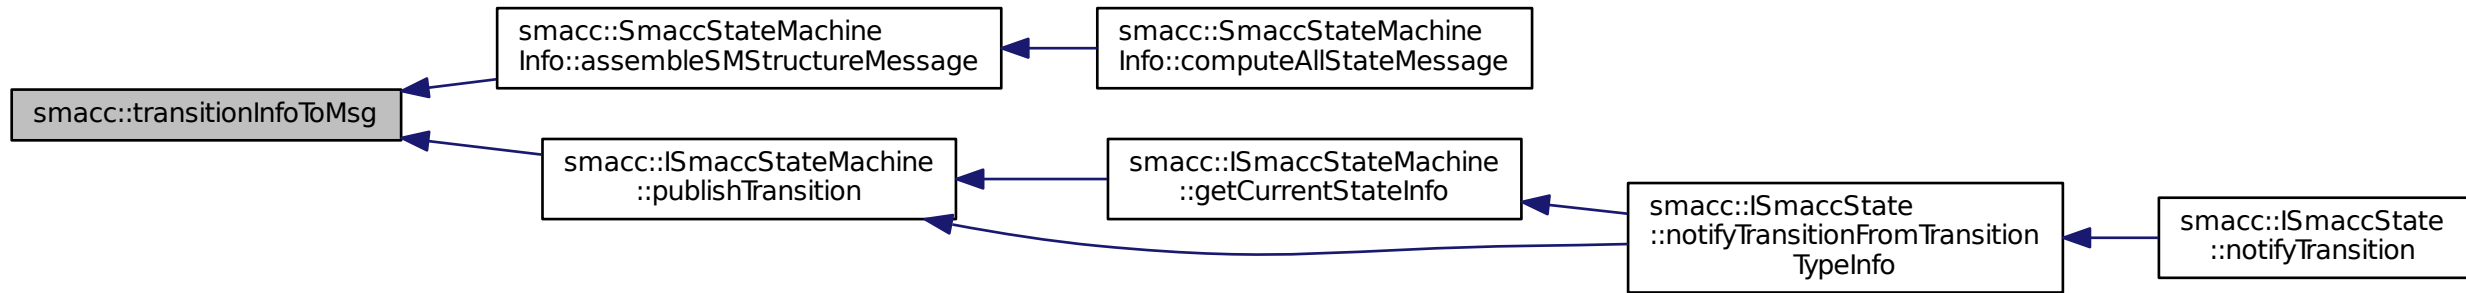 smacc::SmaccStateMachine
Info::assembleSMStructureMessage
smacc::SmaccStateMachine
Info::computeAllStateMessage
smacc::transitionInfoToMsg
smacc::ISmaccStateMachine
::publishTransition
smacc::ISmaccStateMachine
::getCurrentStateInfo
smacc::ISmaccState
::notifyTransitionFromTransition
TypeInfo
smacc::ISmaccState
::notifyTransition